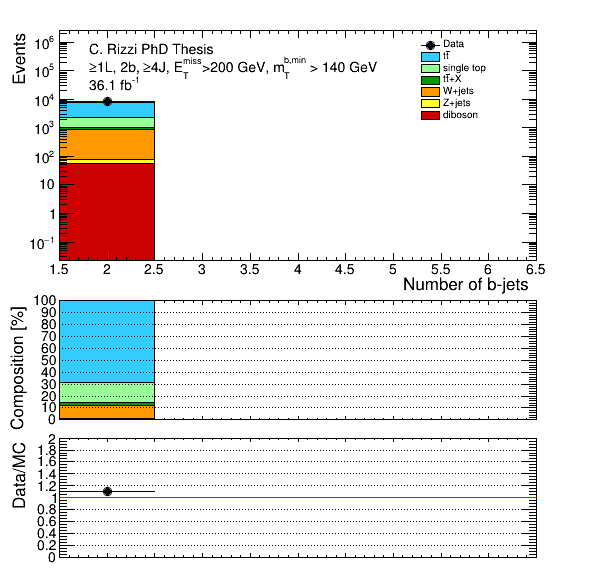 Events
10^6
10^5
10^4
10^3
10^2
10
1
10^−1
C. Rizzi PhD Thesis
≥1L, 2b, ≥4J, E_T^miss>200 GeV, m_T^b,min > 140 GeV
36.1 fb^-1
Data
tt̄
single top
tt̄+X
W+jets
Z+jets
diboson
1.5 2 2.5 3 3.5 4 4.5 5 5.5 6 6.5
Number of b-jets
Composition [%]
100
90
80
70
60
50
40
30
20
10
0
Data/MC
2
1.8
1.6
1.4
1.2
1
0.8
0.6
0.4
0.2
0